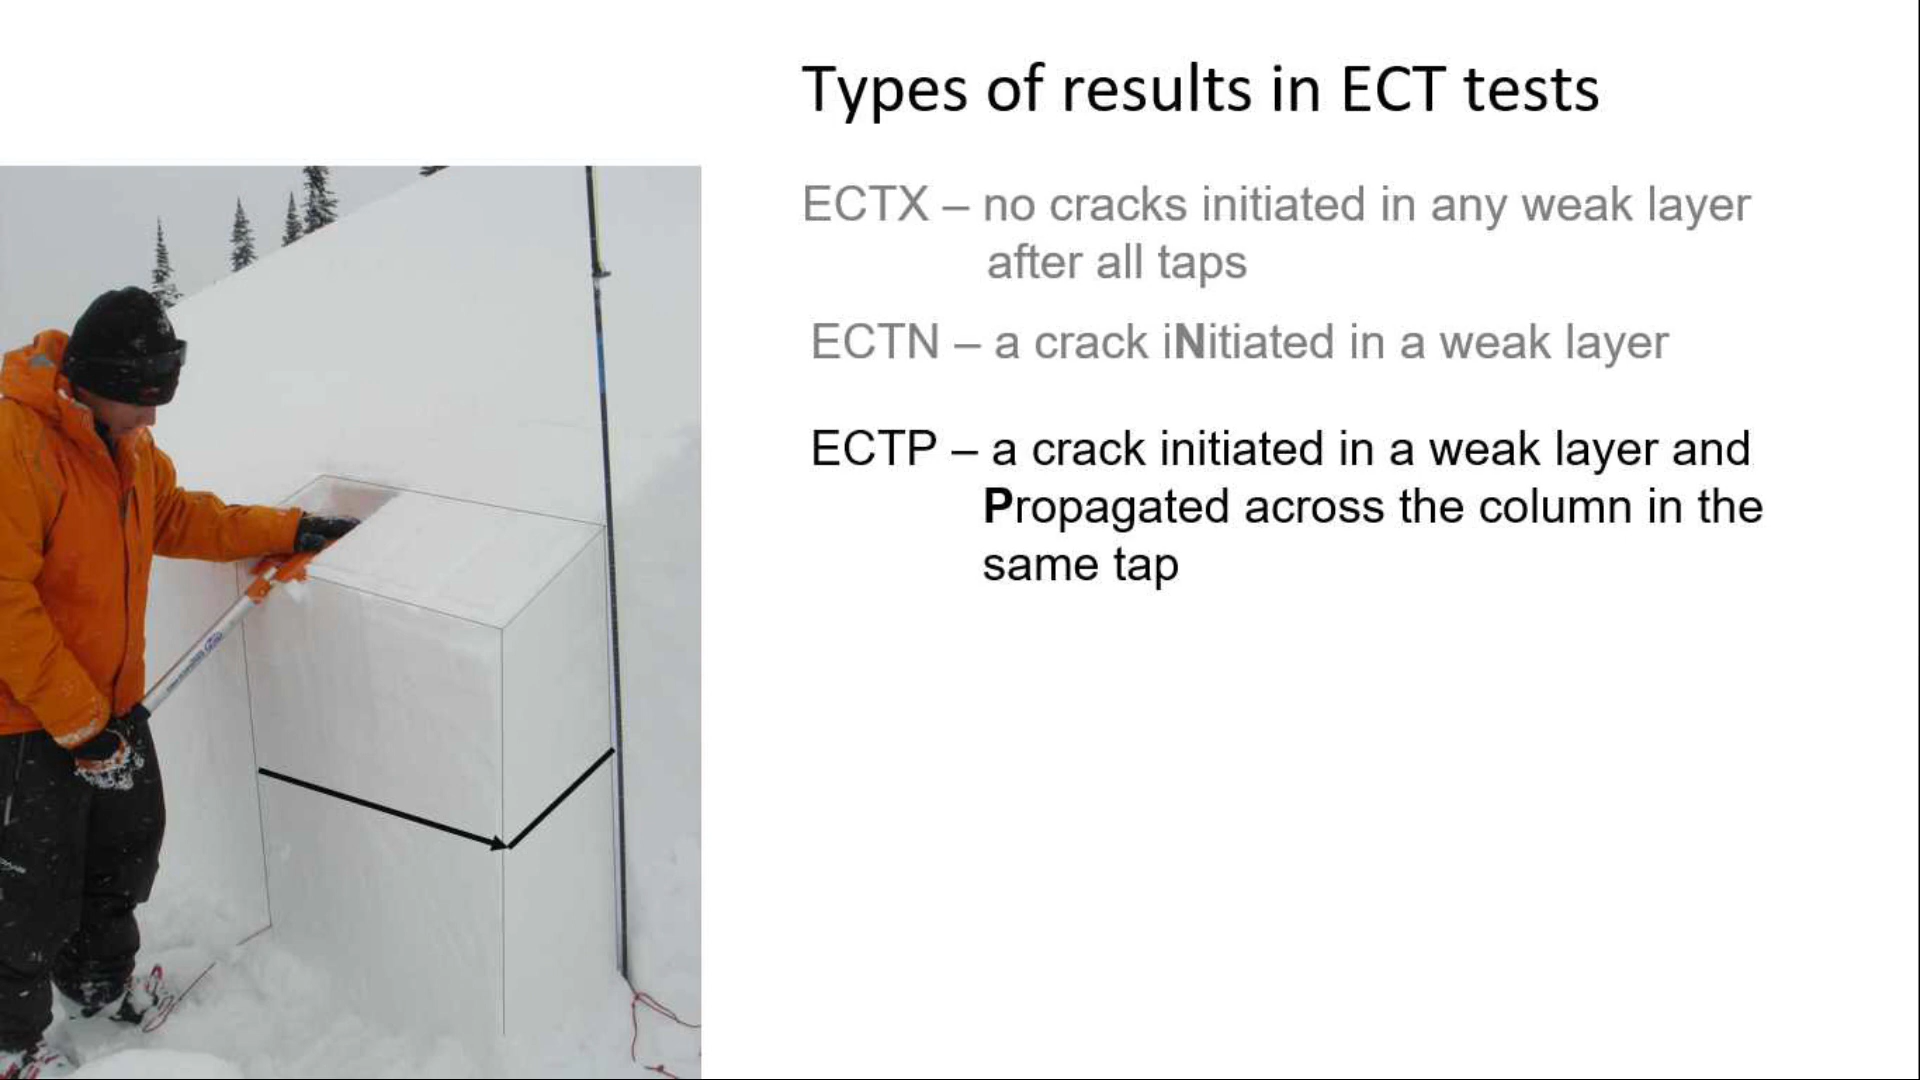 Types of results in ECT tests
ECTX – no cracks initiated in any weak layer
after all taps
ECTN – a crack iNitiated in a weak layer
ECTP – a crack initiated in a weak layer and
Propagated across the column in the
same tap